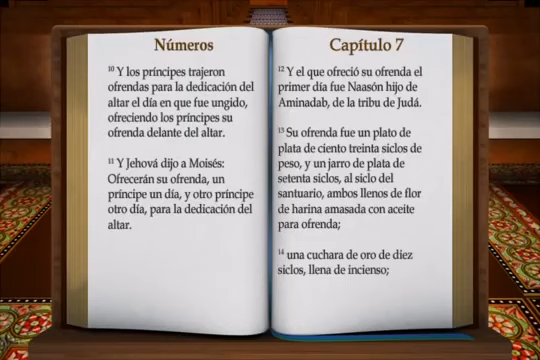 Números
10 Y los príncipes trajeron
ofrendas para la dedicación del
altar el día en que fue ungido,
ofreciendo los príncipes su
ofrenda delante del altar.
11 Y Jehová dijo a Moisés:
Ofrecerán su ofrenda, un
príncipe un día, y otro príncipe
otro día, para la dedicación del
altar.
Capítulo 7
12 Y el que ofreció su ofrenda el
primer día fue Naasón hijo de
Aminadab, de la tribu de Judá.
13 Su ofrenda fue un plato de
plata de ciento treinta siclos de
peso, y un jarro de plata de
setenta siclos, al siclo del
santuario, ambos llenos de flor
de harina amasada con aceite
para ofrenda;
14 una cuchara de oro de diez
siclos, llena de incienso;